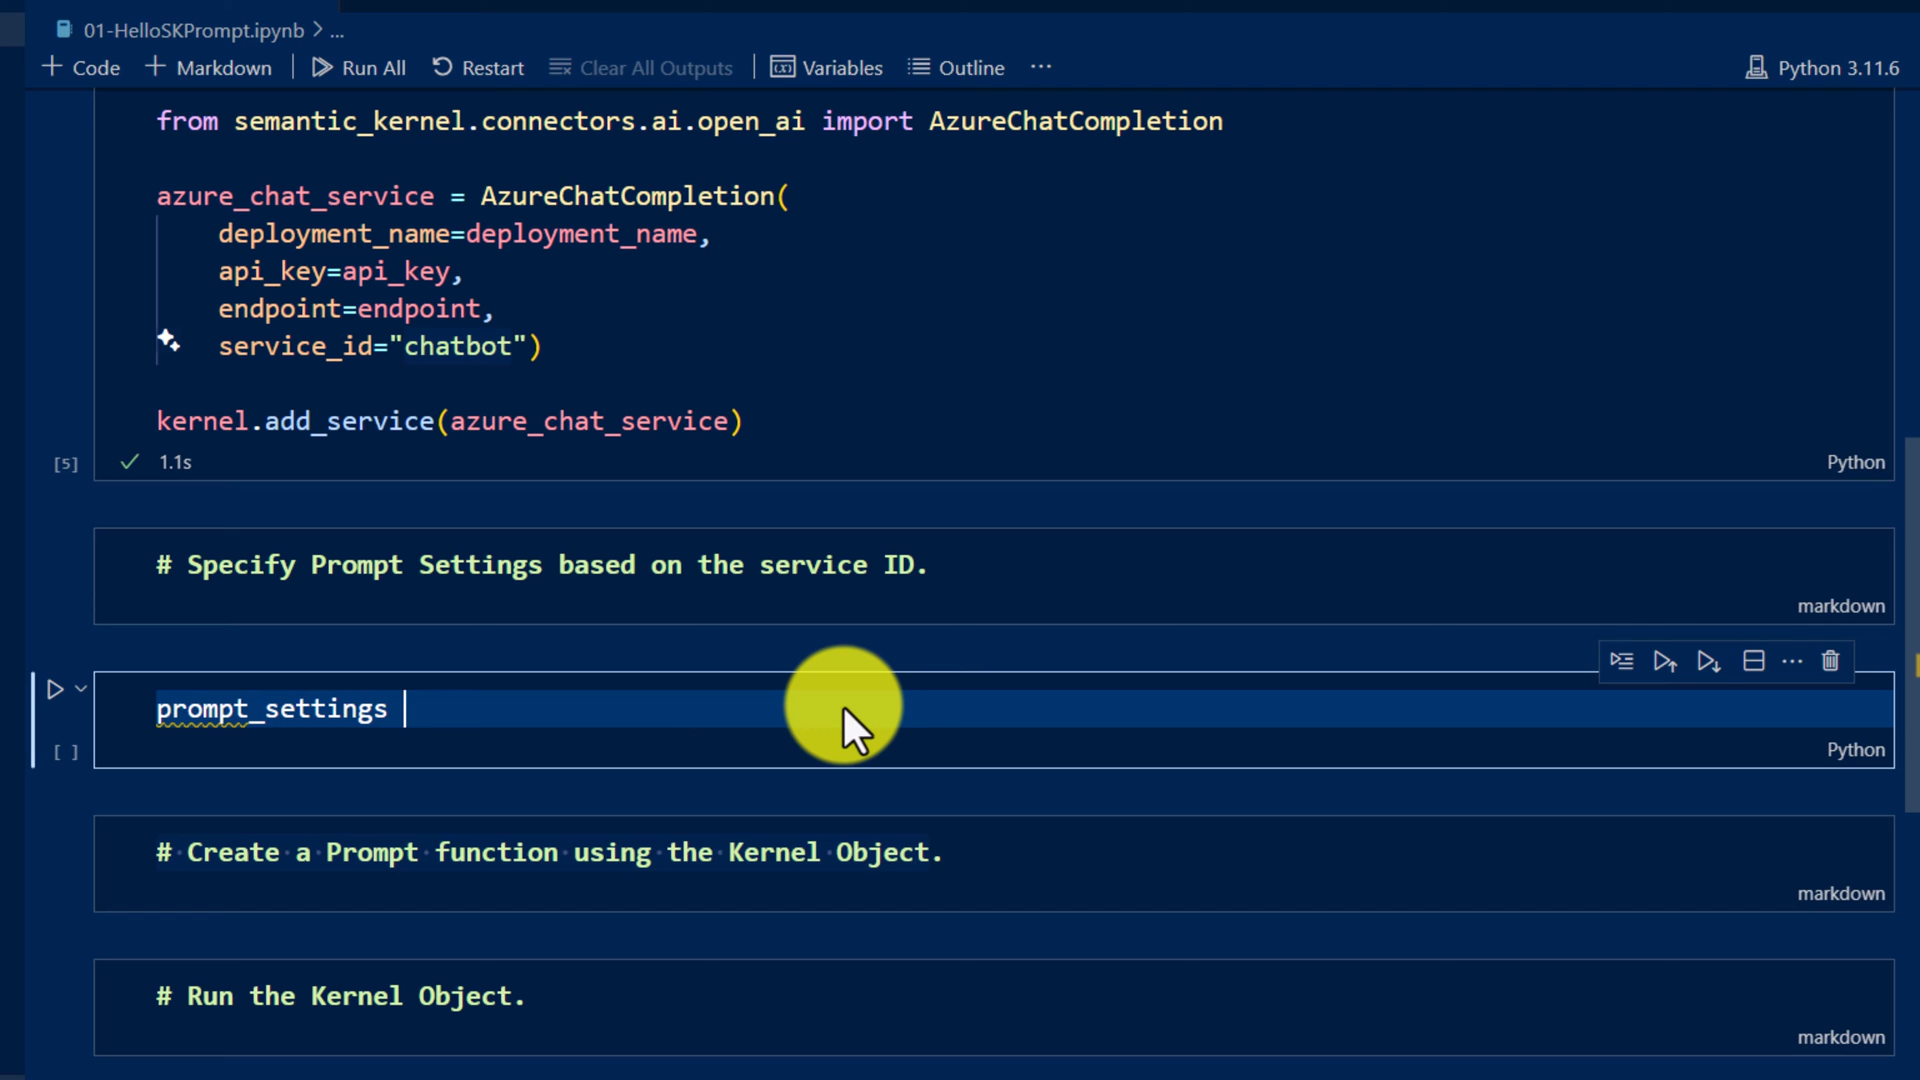 01-HelloSKPrompt.ipynb > ...
+ Code + Markdown Run All Restart Clear All Outputs Variables Outline ... Python 3.11.6
from semantic_kernel.connectors.ai.open_ai import AzureChatCompletion
azure_chat_service = AzureChatCompletion(
deployment_name=deployment_name,
api_key=api_key,
endpoint=endpoint,
service_id="chatbot")
kernel.add_service(azure_chat_service)
[5] 1.1s Python
# Specify Prompt Settings based on the service ID.
markdown
prompt_settings
[ ] Python
# Create a Prompt function using the Kernel Object.
markdown
# Run the Kernel Object.
markdown